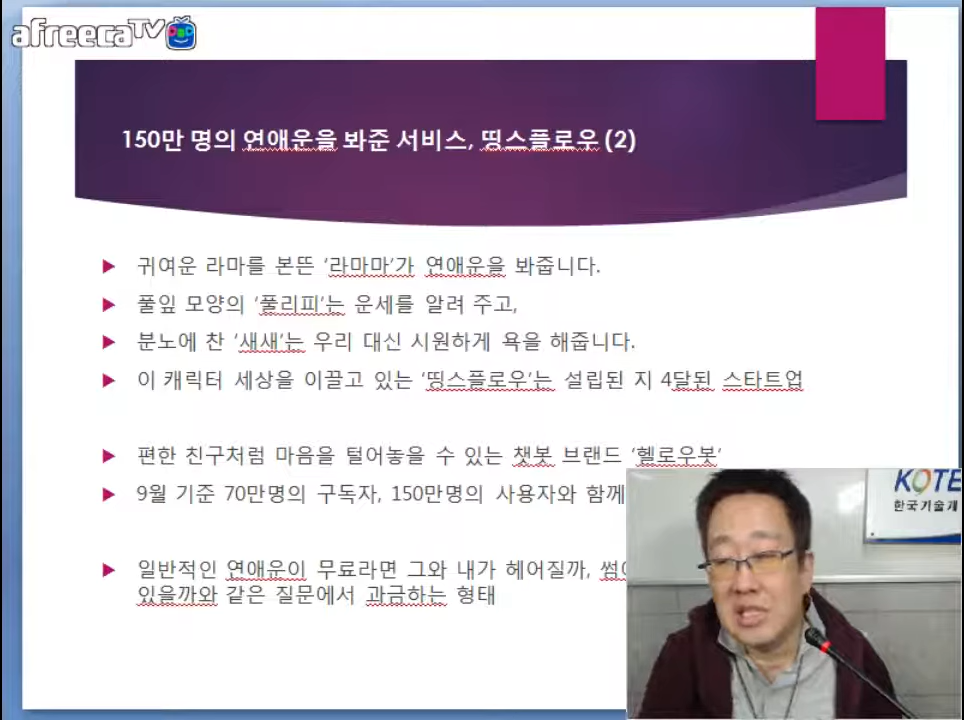 afreecaTV
150만 명의 연애운을 봐준 서비스, 띵스플로우 (2)
귀여운 라마를 본뜬 '라마마'가 연애운을 봐줍니다.
풀잎 모양의 '풀리피'는 운세를 알려 주고,
분노에 찬 '새새'는 우리 대신 시원하게 욕을 해줍니다.
이 캐릭터 세상을 이끌고 있는 '띵스플로우'는 설립된 지 4달된 스타트업
편한 친구처럼 마음을 털어놓을 수 있는 챗봇 브랜드 '헬로우봇'
9월 기준 70만명의 구독자, 150만명의 사용자와 함께
일반적인 연애운이 무료라면 그와 내가 헤어질까,
있을까와 같은 질문에서 과금하는 형태
KOTE
한국기술개